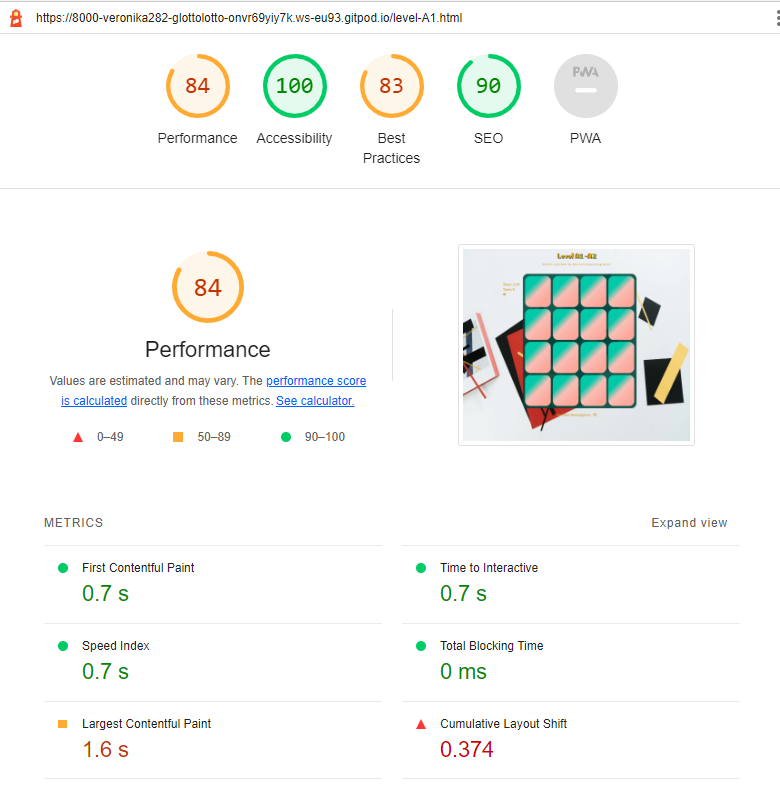 https://8000-veronika282-glottolotto-onvr69yiy7k.ws-eu93.gitpod.io/level-A1.html
84
100
83
90
PWA
Performance
Accessibility
Best
Practices
SEO
PWA
84
Performance
Values are estimated and may vary. The performance score
is calculated directly from these metrics. See calculator.
0–49
50–89
90–100
Level A1-A2
METRICS
Expand view
First Contentful Paint
0.7 s
Time to Interactive
0.7 s
Speed Index
0.7 s
Total Blocking Time
0 ms
Largest Contentful Paint
1.6 s
Cumulative Layout Shift
0.374